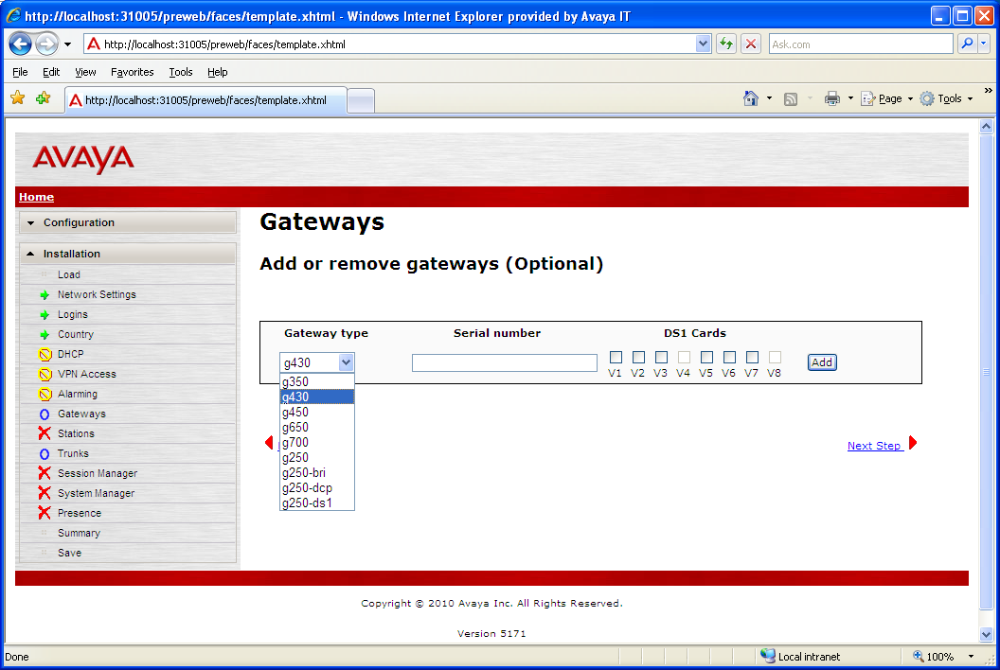 http://localhost:31005/preweb/faces/template.xhtml - Windows Internet Explorer provided by Avaya IT
http://localhost:31005/preweb/faces/template.xhtml
Ask.com
File Edit View Favorites Tools Help
http://localhost:31005/preweb/faces/template.xhtml
Page Tools »
AVAYA
Home
Configuration
Installation
Load
Network Settings
Logins
Country
DHCP
VPN Access
Alarming
Gateways
Stations
Trunks
Session Manager
System Manager
Presence
Summary
Save
Gateways
Add or remove gateways (Optional)
Gateway type Serial number DS1 Cards
g430
V1 V2 V3 V4 V5 V6 V7 V8
Add
g350
g430
g450
g650
g700
g250
g250-bri
g250-dcp
g250-ds1
Next Step
Copyright © 2010 Avaya Inc. All Rights Reserved.
Version 5171
Done
Local intranet
100%